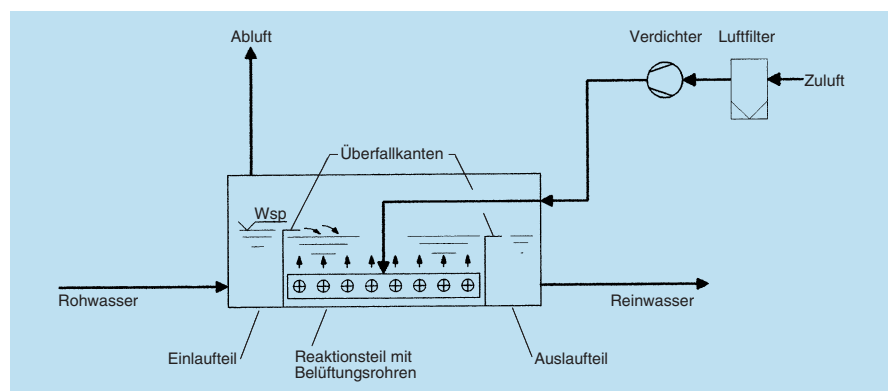 Abluft
Verdichter
Luftfilter
Zuluft
Überfallkanten
Wsp
Rohwasser
Reinwasser
Einlaufteil
Reaktionsteil mit
Belüftungsrohren
Auslaufteil